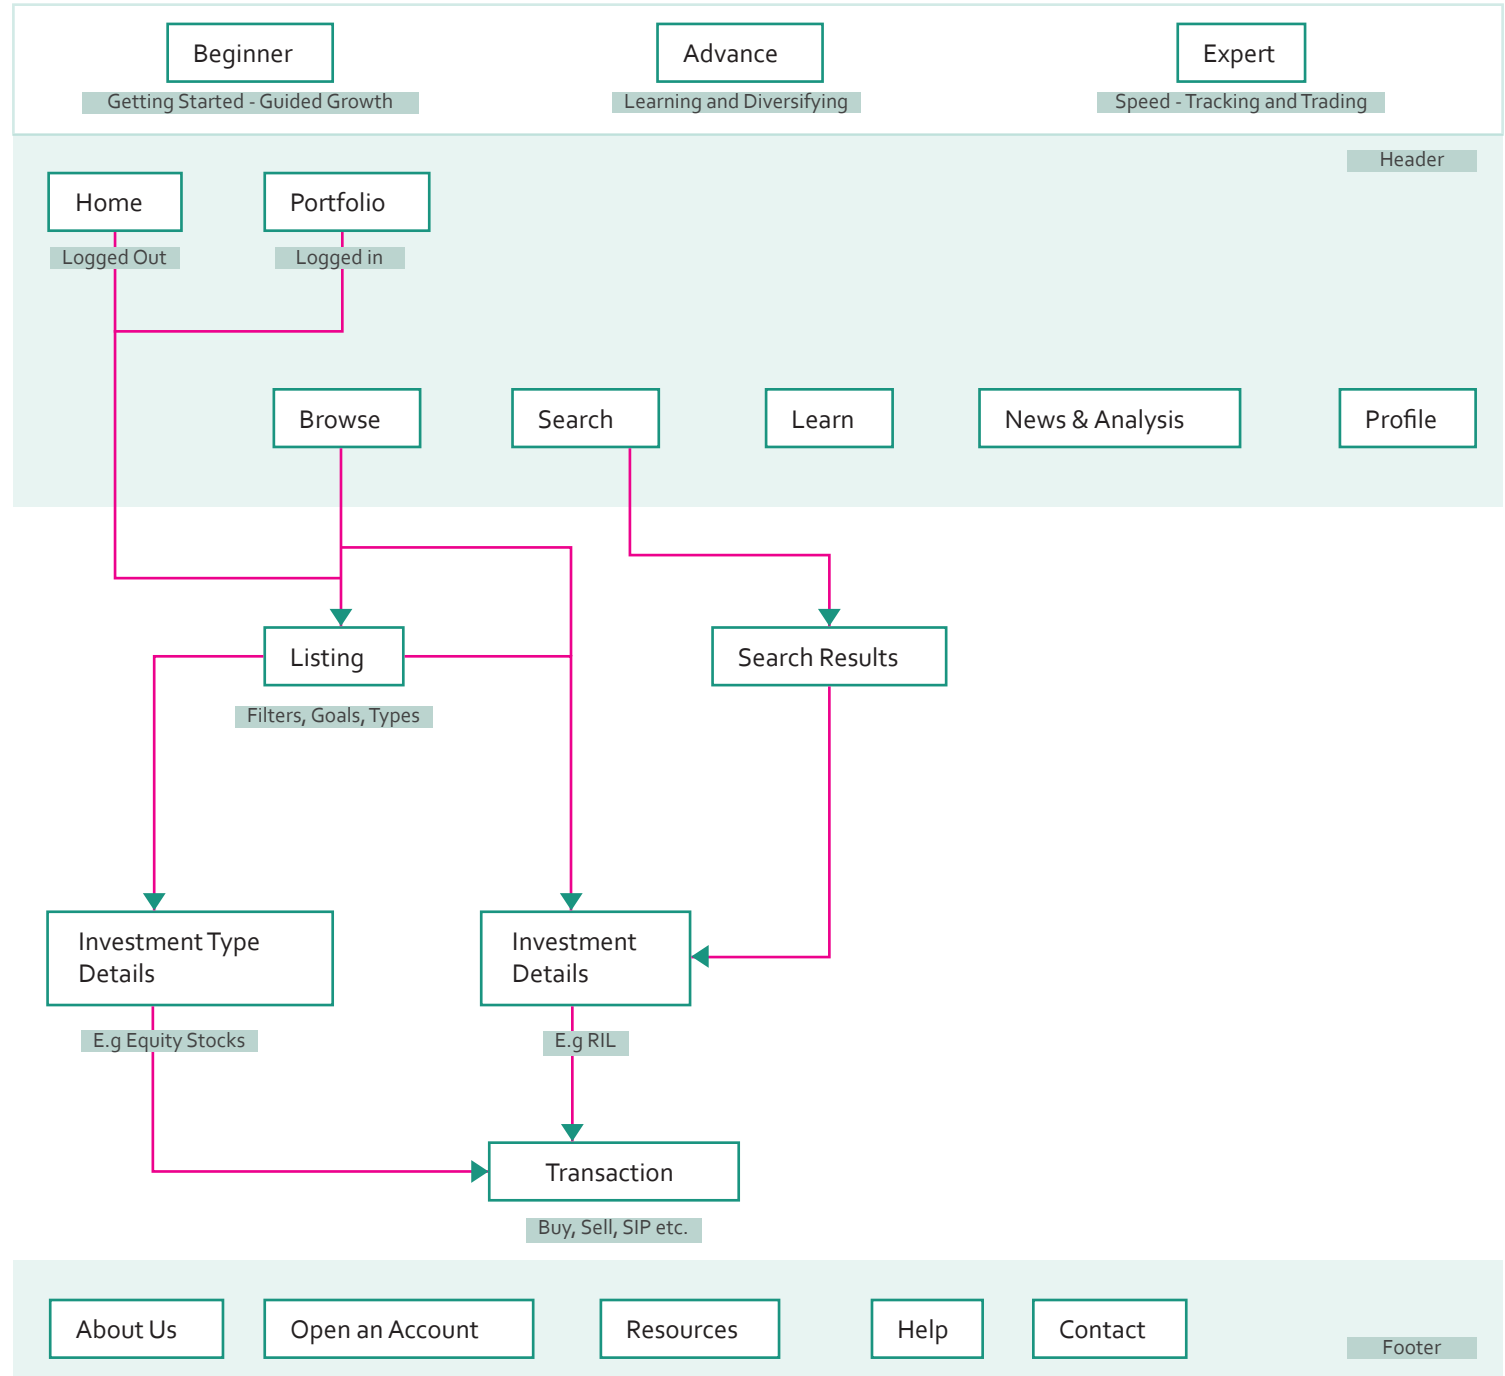 Beginner
Advance
Expert
Getting Started - Guided Growth
Learning and Diversifying
Speed - Tracking and Trading
Header
Home
Portfolio
Logged Out
Logged in
Browse
Search
Learn
News & Analysis
Profile
Listing
Search Results
Filters, Goals, Types
Investment Type
Details
Investment
Details
E.g Equity Stocks
E.g RIL
Transaction
Buy, Sell, SIP etc.
About Us
Open an Account
Resources
Help
Contact
Footer